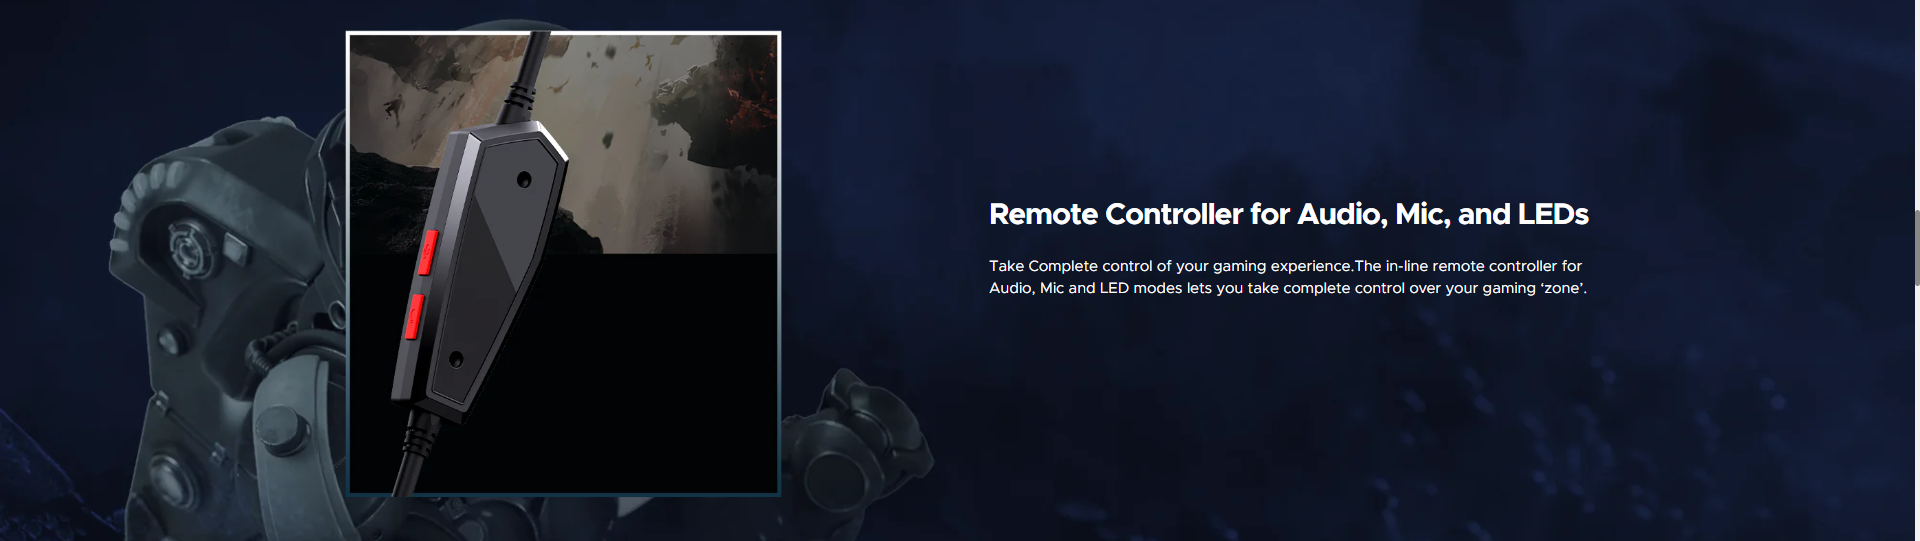 Remote Controller for Audio, Mic, and LEDs
Take Complete control of your gaming experience.The in-line remote controller for
Audio, Mic and LED modes lets you take complete control over your gaming ‘zone’.